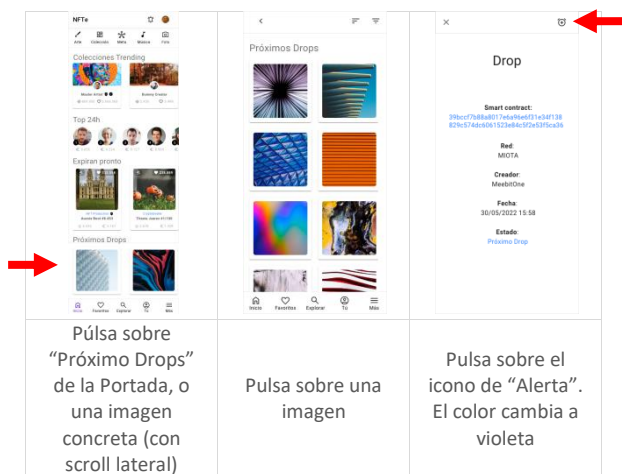 NFTe
Arte Colección Meta Música Foto
Colecciones Trending
Top 24h
Expiran pronto
Próximos Drops
Inicio Favoritos Explorar Tú Más
Próximos Drops
Inicio Favoritos Explorar Tú Más
Drop
Smart contract:
39bccf7b88a8017e6a96e6f31e34f138
829c574dc6061523e84c5f2e53f5ca36
Red:
MIOTA
Creador:
MeebitOne
Fecha:
30/05/2022 15:58
Estado:
Próximo Drop
Púlsa sobre
“Próximo Drops”
de la Portada, o
una imagen
concreta (con
scroll lateral)
Pulsa sobre una
imagen
Pulsa sobre el
icono de “Alerta”.
El color cambia a
violeta